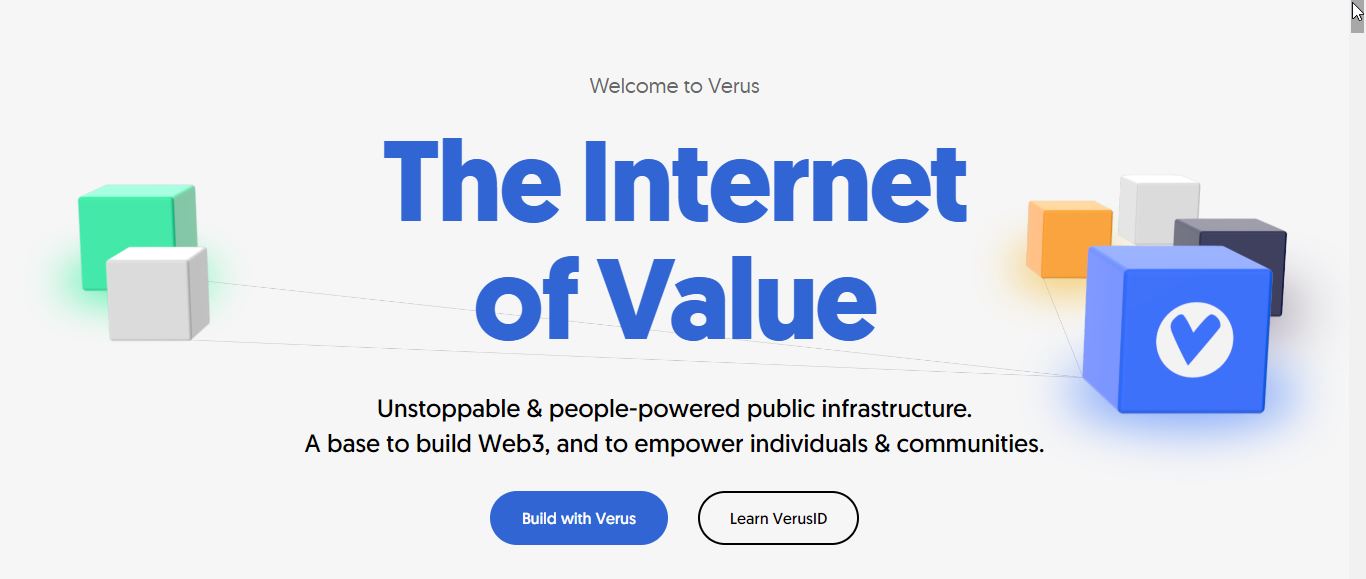 Welcome to Verus
The Internet
of Value
Unstoppable & people-powered public infrastructure.
A base to build Web3, and to empower individuals & communities.
Build with Verus
Learn VerusID